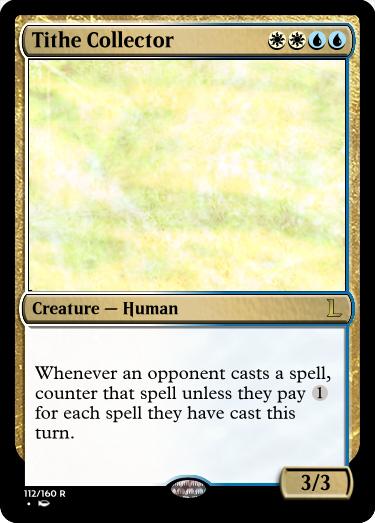 Tithe Collector
Creature — Human
L
Whenever an opponent casts a spell,
counter that spell unless they pay 1
for each spell they have cast this
turn.
3/3
112/160 R